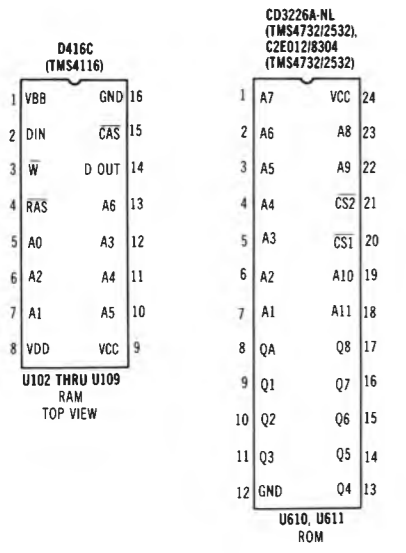 D416C
(TMS4116)
1 VBB GND 16
2 DIN CAS 15
3 W D OUT 14
4 RAS A6 13
5 A0 A3 12
6 A2 A4 11
7 A1 A5 10
8 VDD VCC 9
U102 THRU U109
RAM
TOP VIEW
CD3226A-NL
(TMS4732/2532),
C2E012/8304
(TMS4732/2532)
1 A7 VCC 24
2 A6 A8 23
3 A5 A9 22
4 A4 CS2 21
5 A3 CS1 20
6 A2 A10 19
7 A1 A11 18
8 QA Q8 17
9 Q1 Q7 16
10 Q2 Q6 15
11 Q3 Q5 14
12 GND Q4 13
U610, U611
ROM